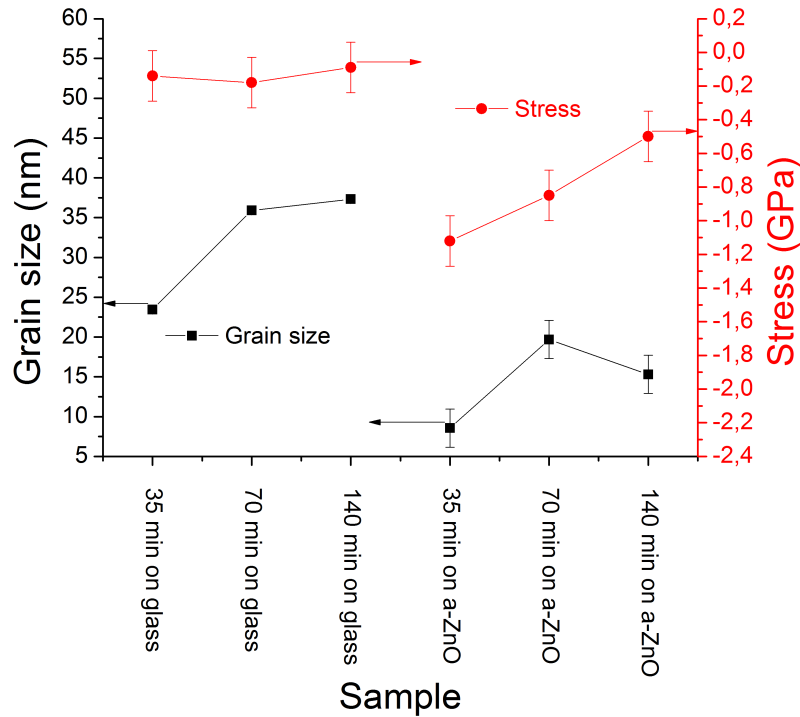 60
55
50
45
40
35
30
25
20
15
10
5
Grain size (nm)
0,2
0,0
-0,2
-0,4
-0,6
-0,8
-1,0
-1,2
-1,4
-1,6
-1,8
-2,0
-2,2
-2,4
Stress (GPa)
Stress
Grain size
35 min on glass
70 min on glass
140 min on glass
35 min on a-ZnO
70 min on a-ZnO
140 min on a-ZnO
Sample